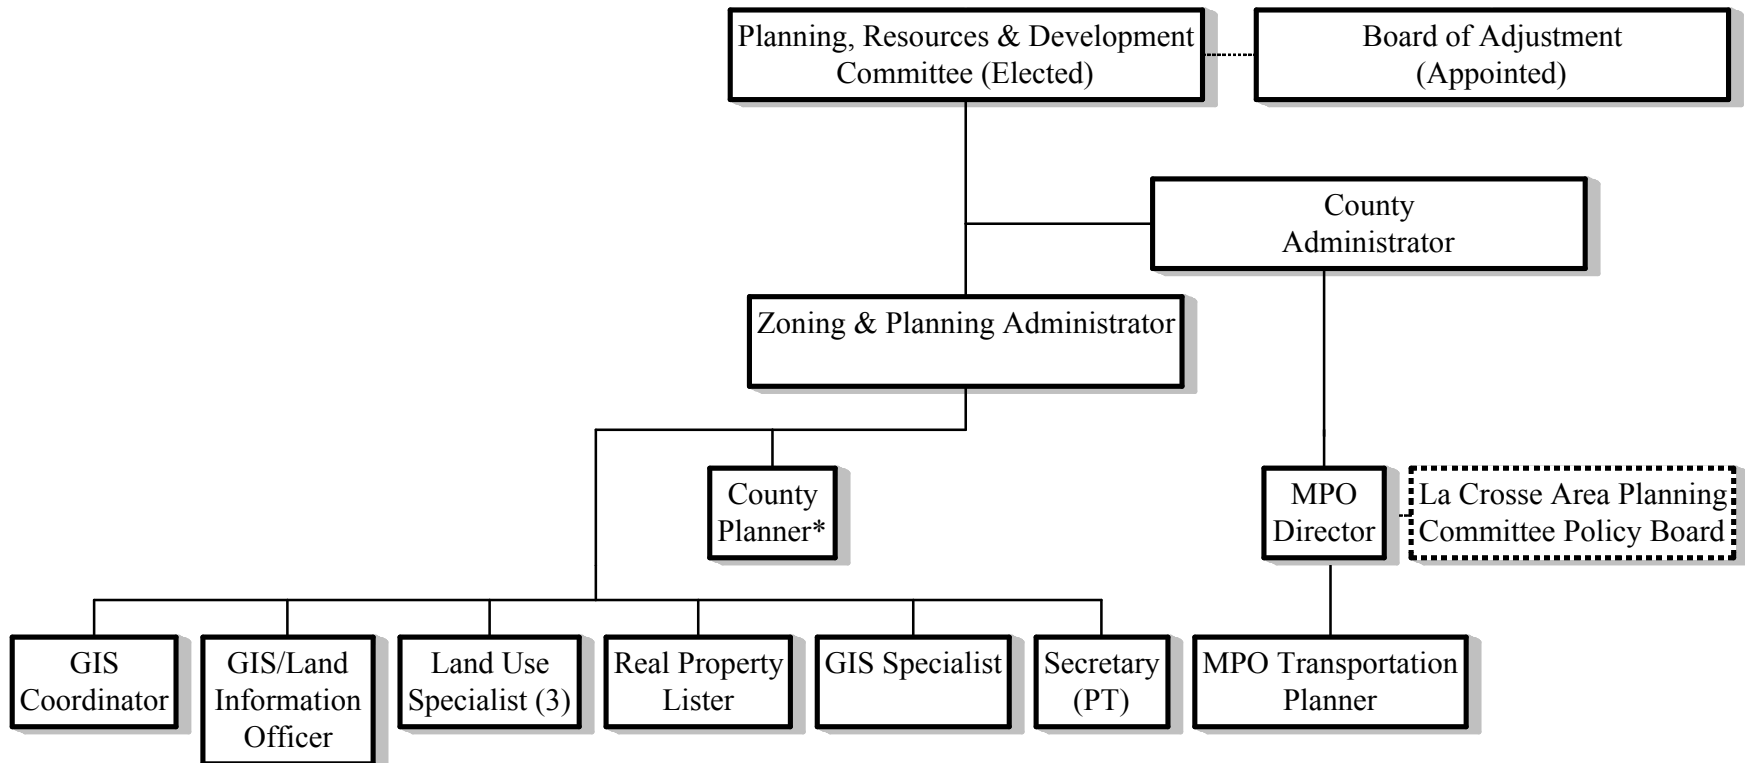 Planning, Resources & Development
Committee (Elected)
Board of Adjustment
(Appointed)
County
Administrator
Zoning & Planning Administrator
County
Planner*
MPO
Director
La Crosse Area Planning
Committee Policy Board
GIS
Coordinator
GIS/Land
Information
Officer
Land Use
Specialist (3)
Real Property
Lister
GIS Specialist
Secretary
(PT)
MPO Transportation
Planner